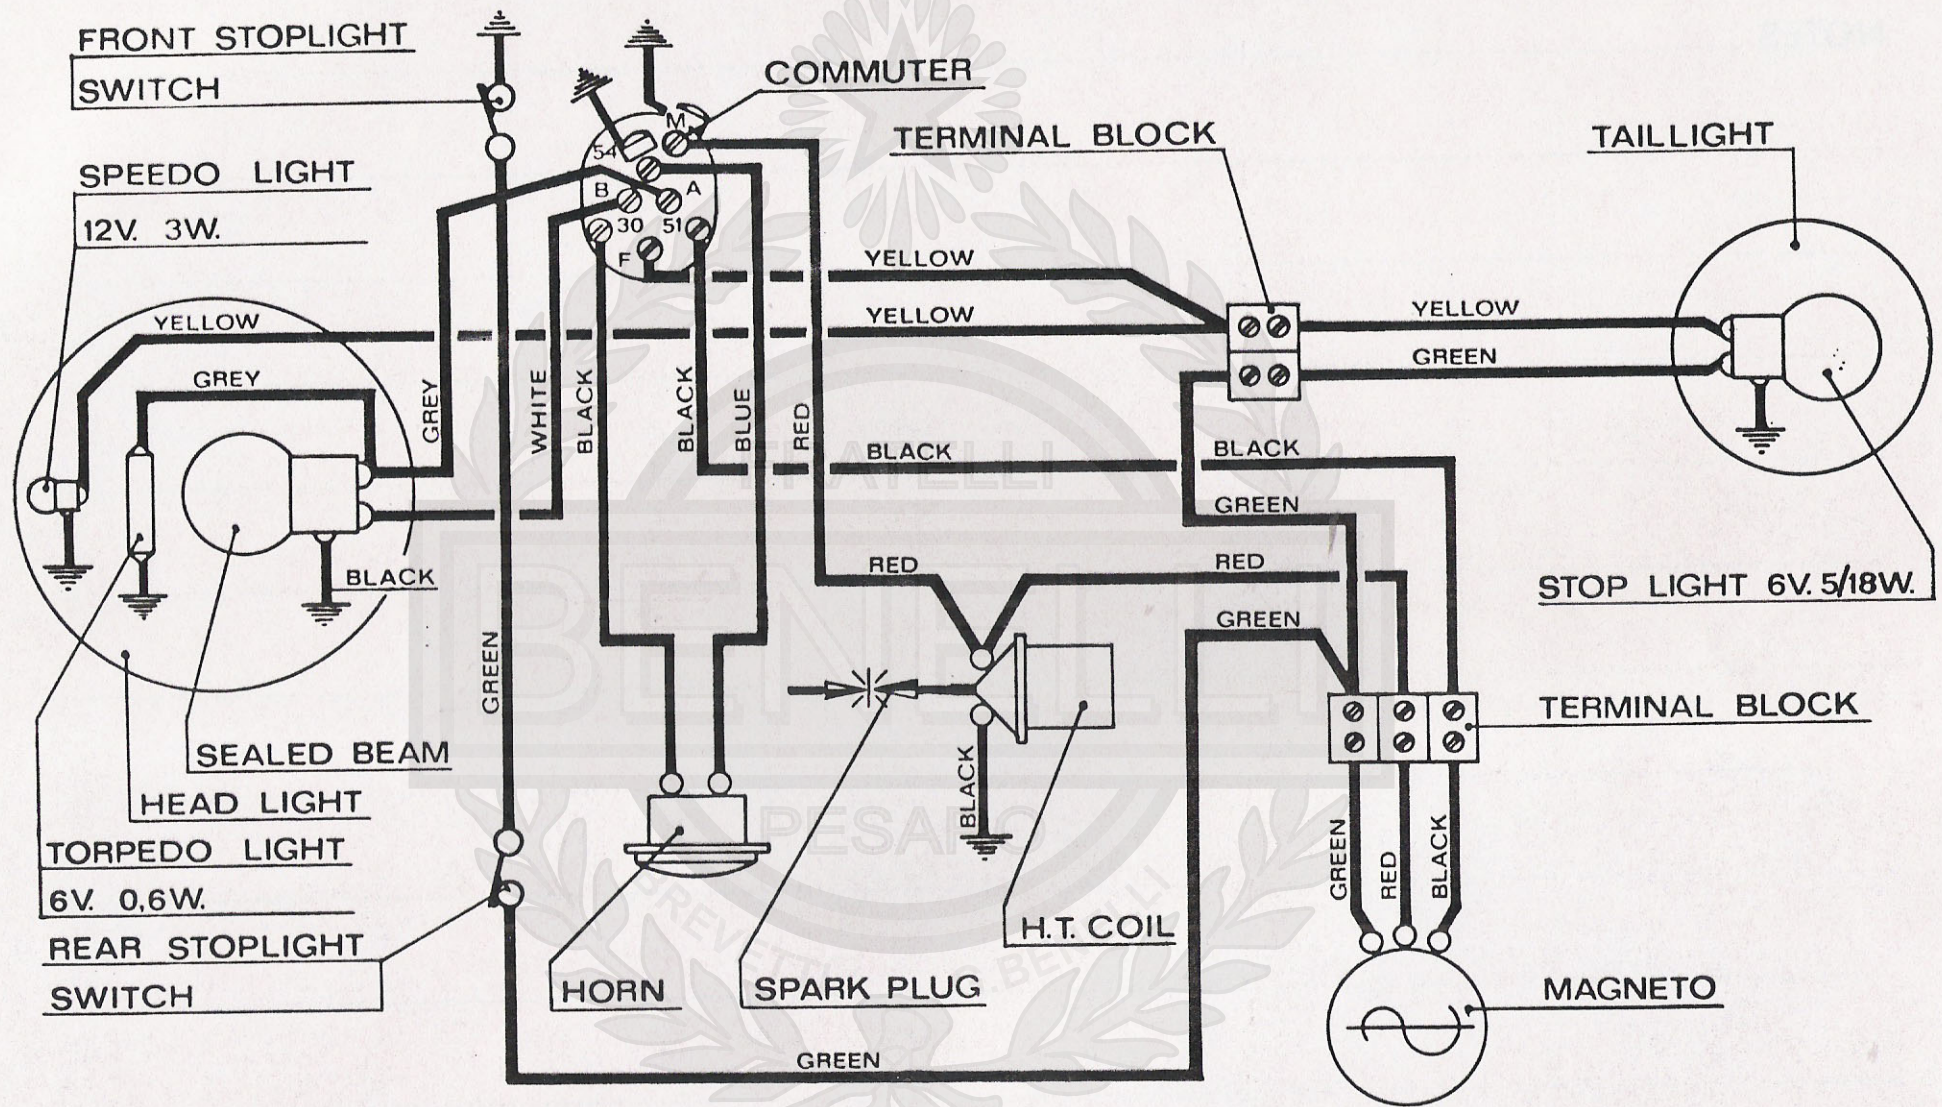 FRONT STOPLIGHT
SWITCH
COMMUTER
TERMINAL BLOCK
TAILLIGHT
SPEEDO LIGHT
12V. 3W.
M
54
B
A
30
51
F
YELLOW
YELLOW
YELLOW
YELLOW
GREEN
GREY
GREY
WHITE
BLACK
BLACK
BLUE
RED
BLACK
BLACK
GREEN
RED
RED
GREEN
BLACK
STOP LIGHT 6V. 5/18W.
GREEN
BLACK
SEALED BEAM
HEAD LIGHT
TORPEDO LIGHT
6V. 0,6W.
REAR STOPLIGHT
SWITCH
HORN
SPARK PLUG
H.T. COIL
TERMINAL BLOCK
GREEN
RED
BLACK
MAGNETO
GREEN
FRATELLI
BENELLI
PESARO